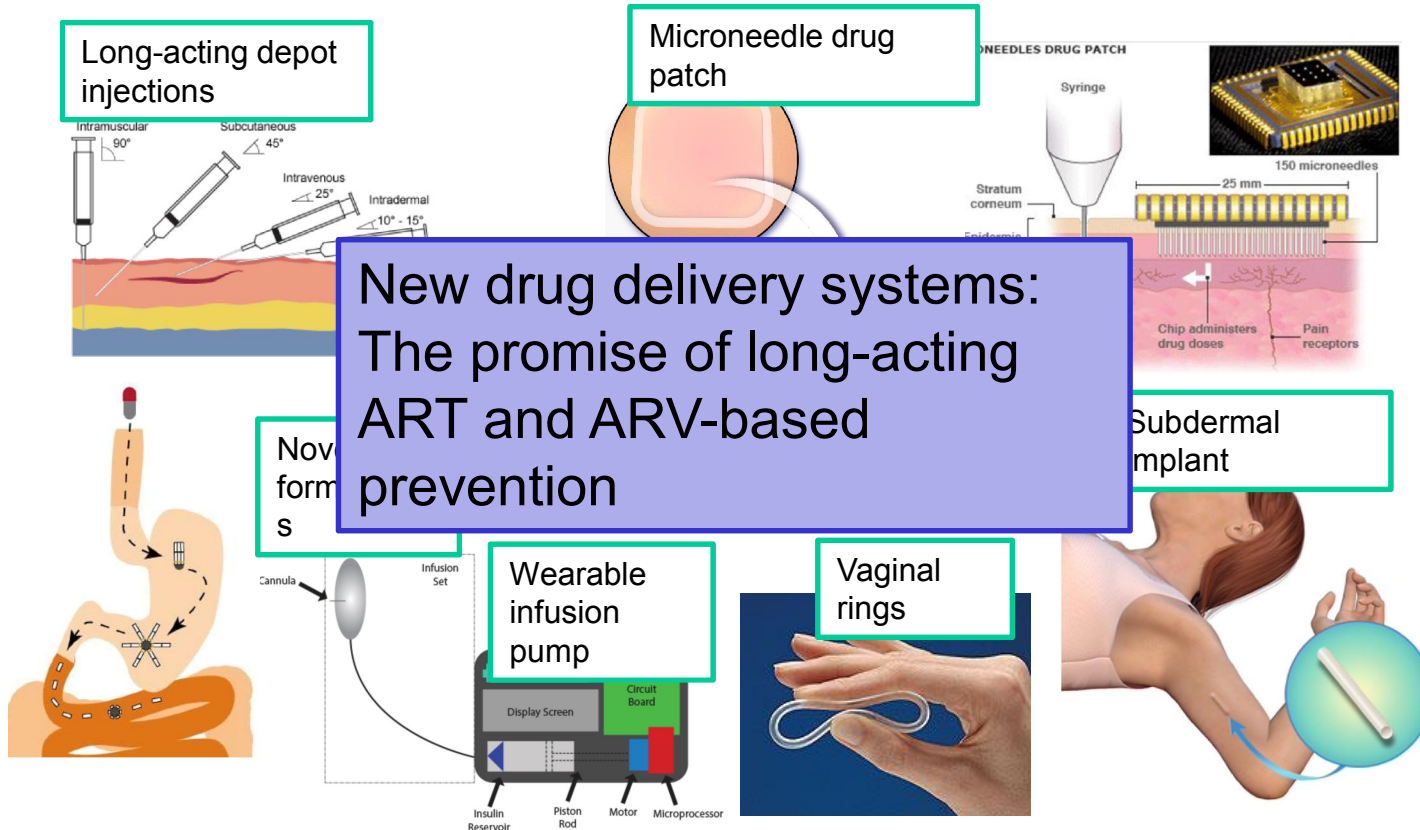 Long-acting depot
injections
Intramuscular
90°
Subcutaneous
45°
Intravenous
25°
Intradermal
10° - 15°
Microneedle drug
patch
ONEEDLES DRUG PATCH
Syringe
150 microneedles
25 mm
Stratum
corneum
Chip administers
drug doses
Pain
receptors
New drug delivery systems:
The promise of long-acting
ART and ARV-based
prevention
Nov
form
s
Cannula
Infusion
Set
Wearable
infusion
pump
Circuit
Board
Display Screen
Insulin
Reservoir
Piston
Rod
Motor
Microprocessor
Vaginal
rings
Subdermal
implant